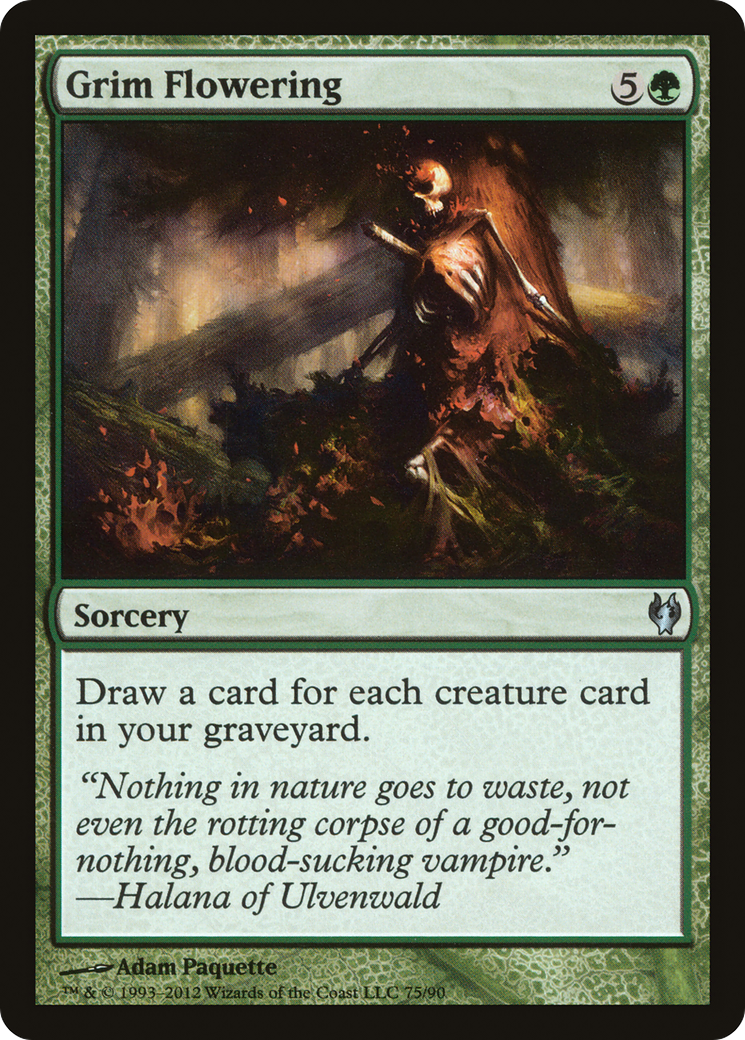 Grim Flowering
5
Sorcery
Draw a card for each creature card
in your graveyard.
“Nothing in nature goes to waste, not
even the rotting corpse of a good-for-
nothing, blood-sucking vampire.”
—Halana of Ulvenwald
Adam Paquette
™ & © 1993–2012 Wizards of the Coast LLC 75/90